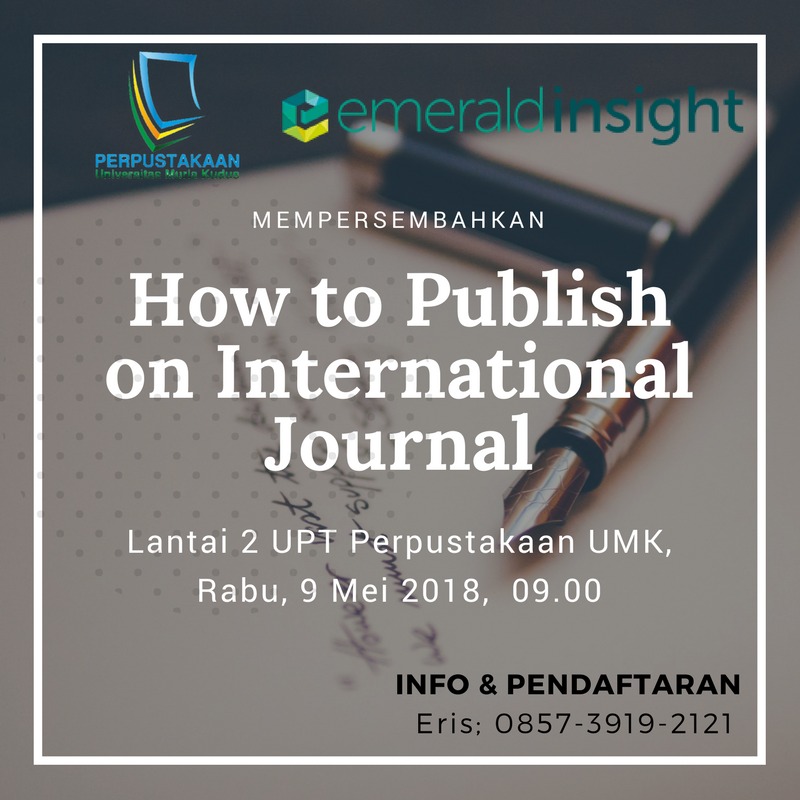 PERPUSTAKAAN
Universitas Muria Kudus
emeraldinsight
MEMPERSEMBAHKAN
How to Publish
on International
Journal
Lantai 2 UPT Perpustakaan UMK,
Rabu, 9 Mei 2018, 09.00
INFO & PENDAFTARAN
Eris; 0857-3919-2121